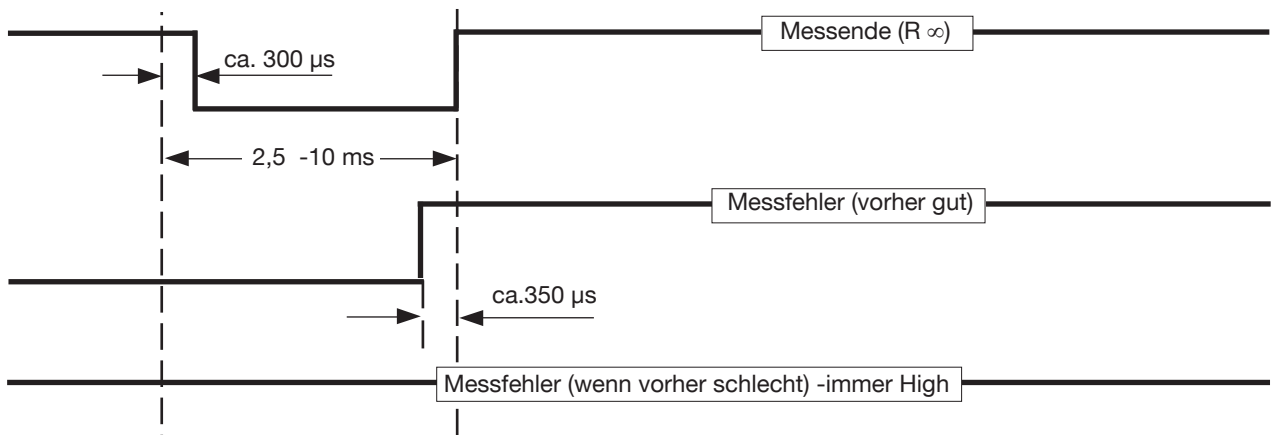 Messende (R ∞)
ca. 300 µs
2,5 -10 ms
Messfehler (vorher gut)
ca.350 µs
Messfehler (wenn vorher schlecht) -immer High